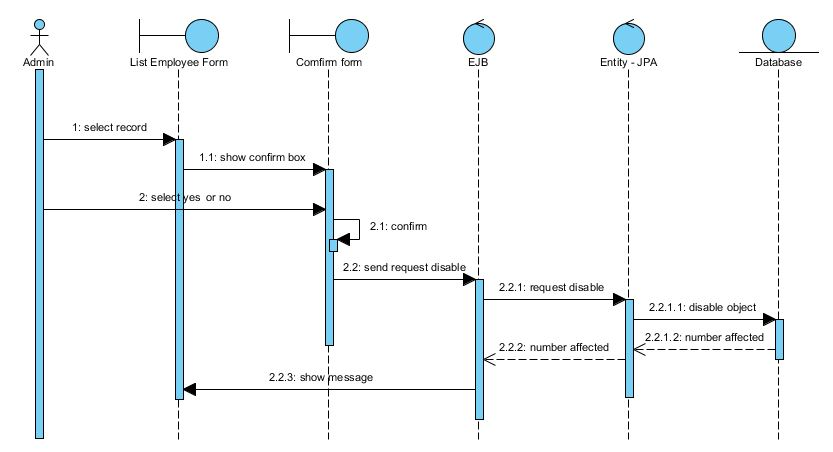 Admin
List Employee Form
Comfirm form
EJB
Entity - JPA
Database
1: select record
1.1: show confirm box
2: select yes or no
2.1: confirm
2.2: send request disable
2.2.1: request disable
2.2.1.1: disable object
2.2.1.2: number affected
2.2.2: number affected
2.2.3: show message